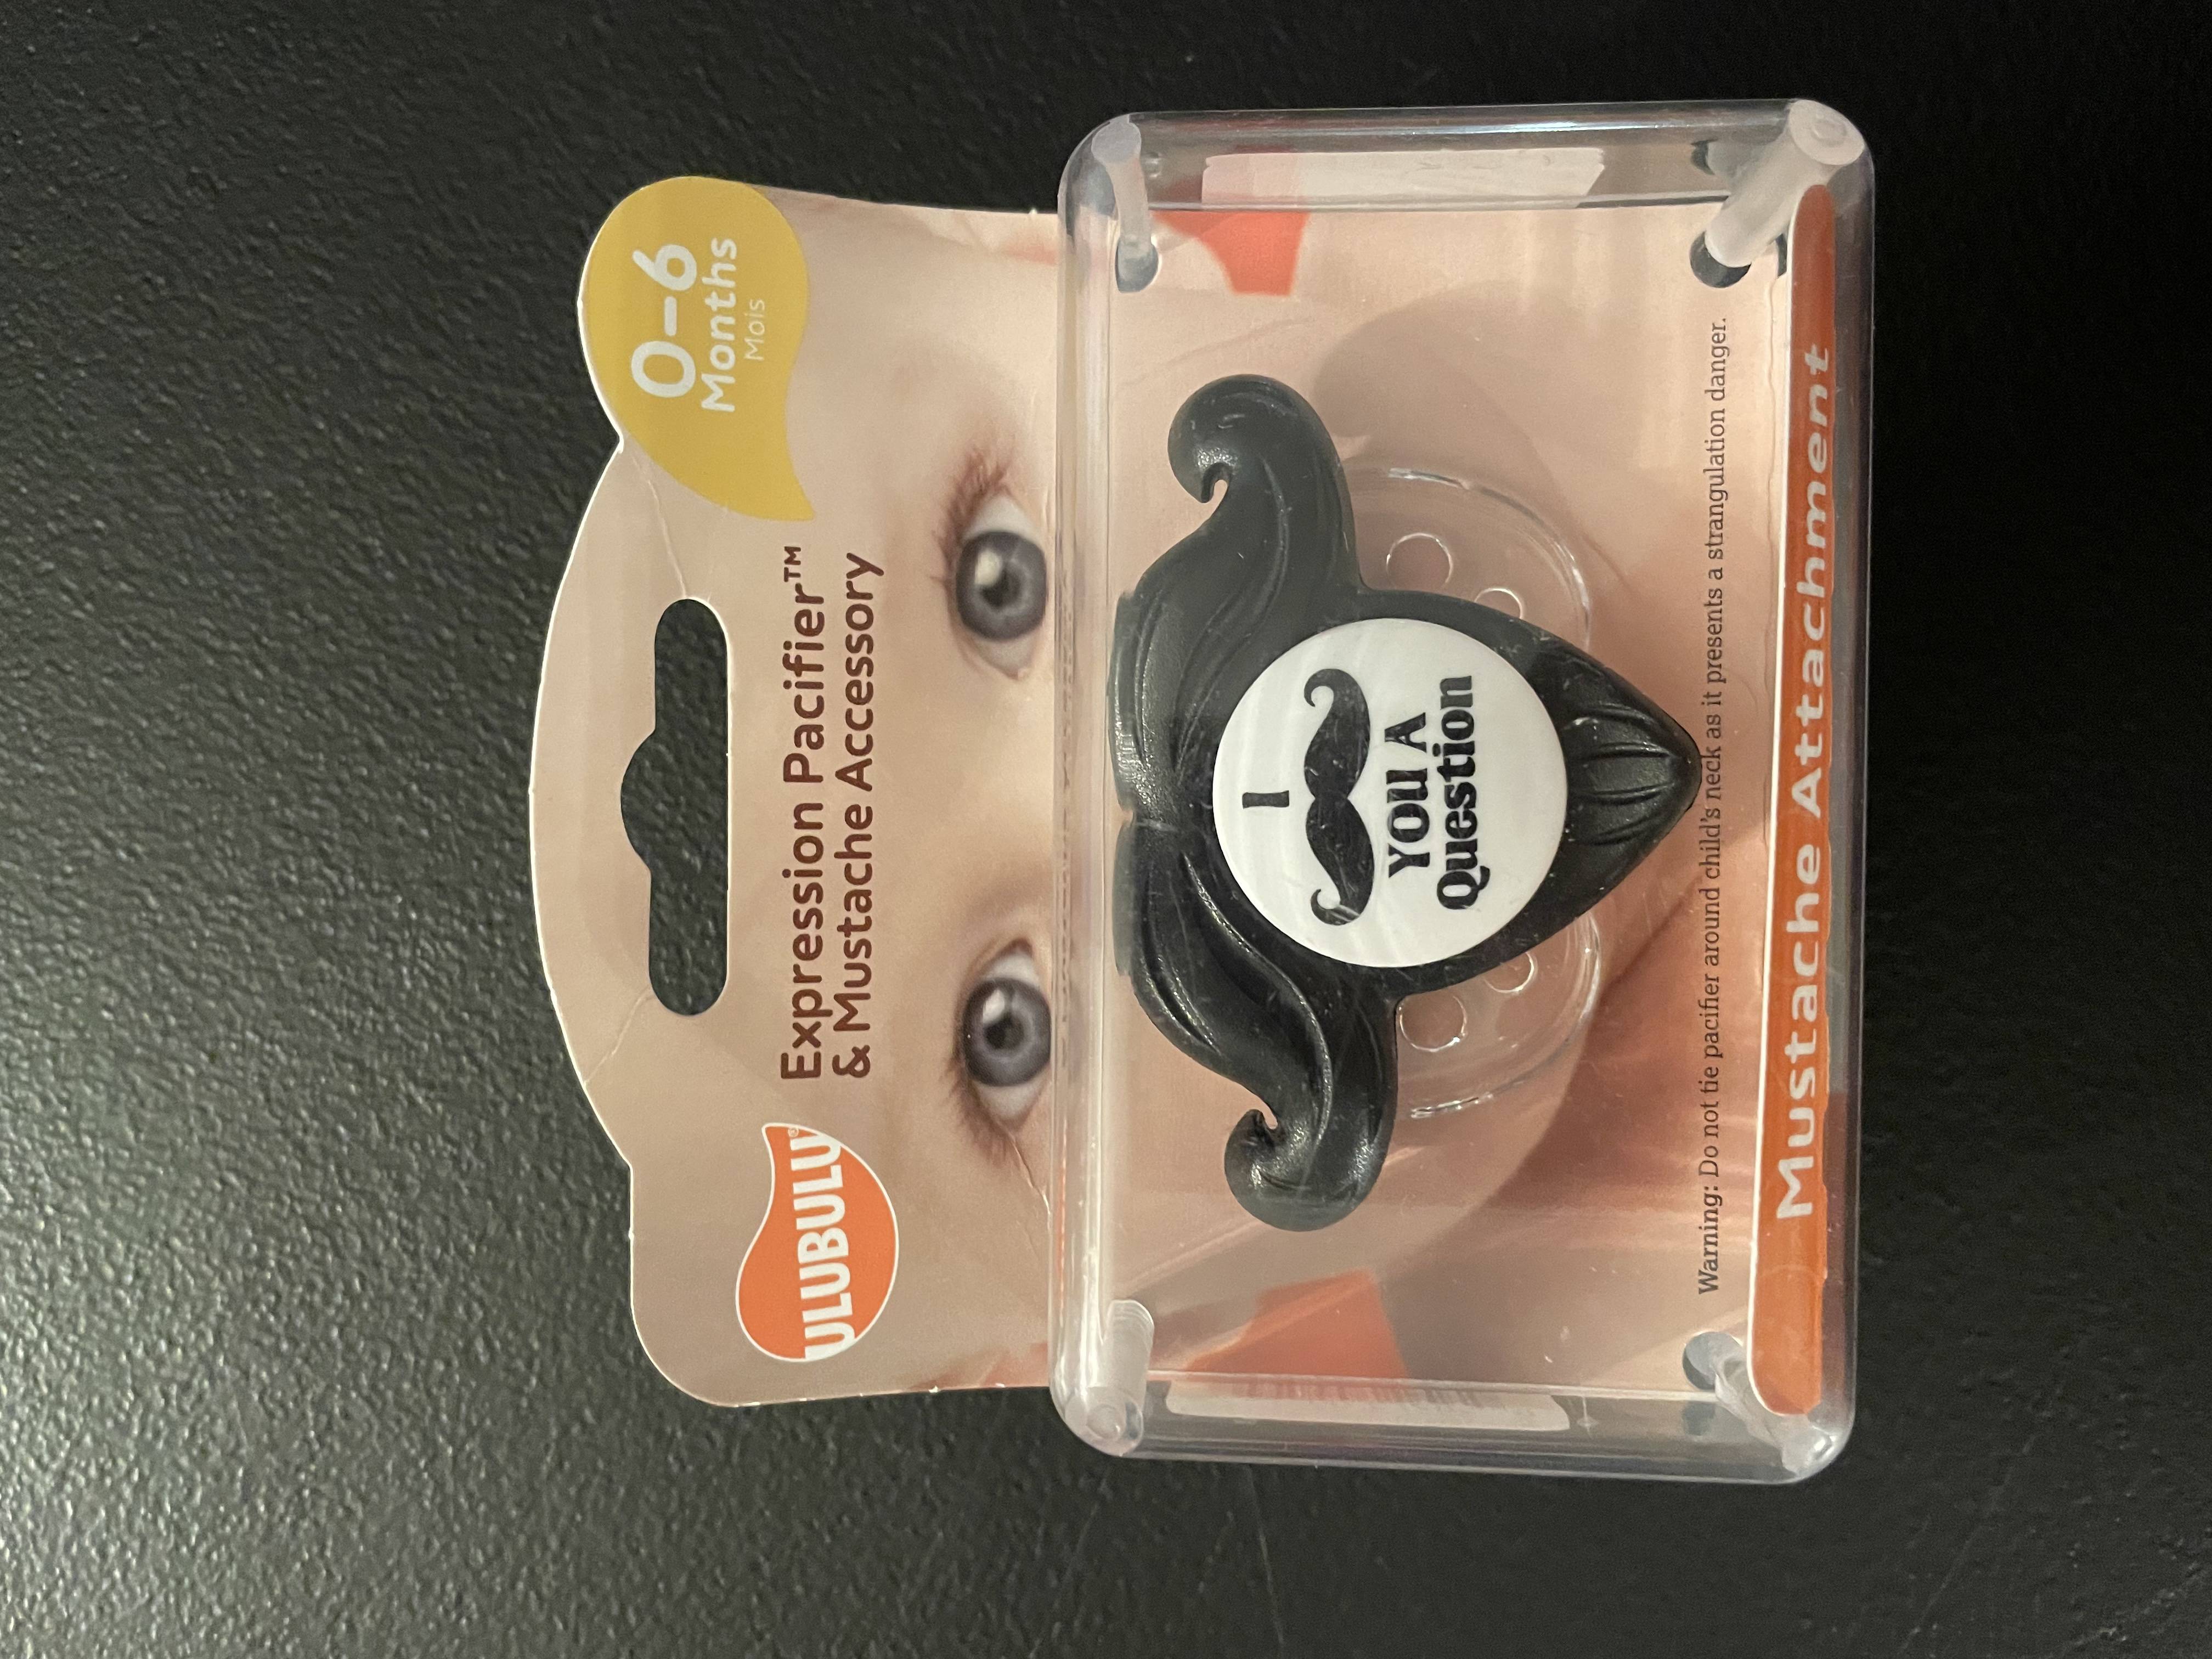 ULUBULU®
Expression Pacifier™
& Mustache Accessory
0-6
Months
Mois
I
YOU A
Question
Warning: Do not tie pacifier around child's neck as it presents a strangulation danger.
Mustache Attachment